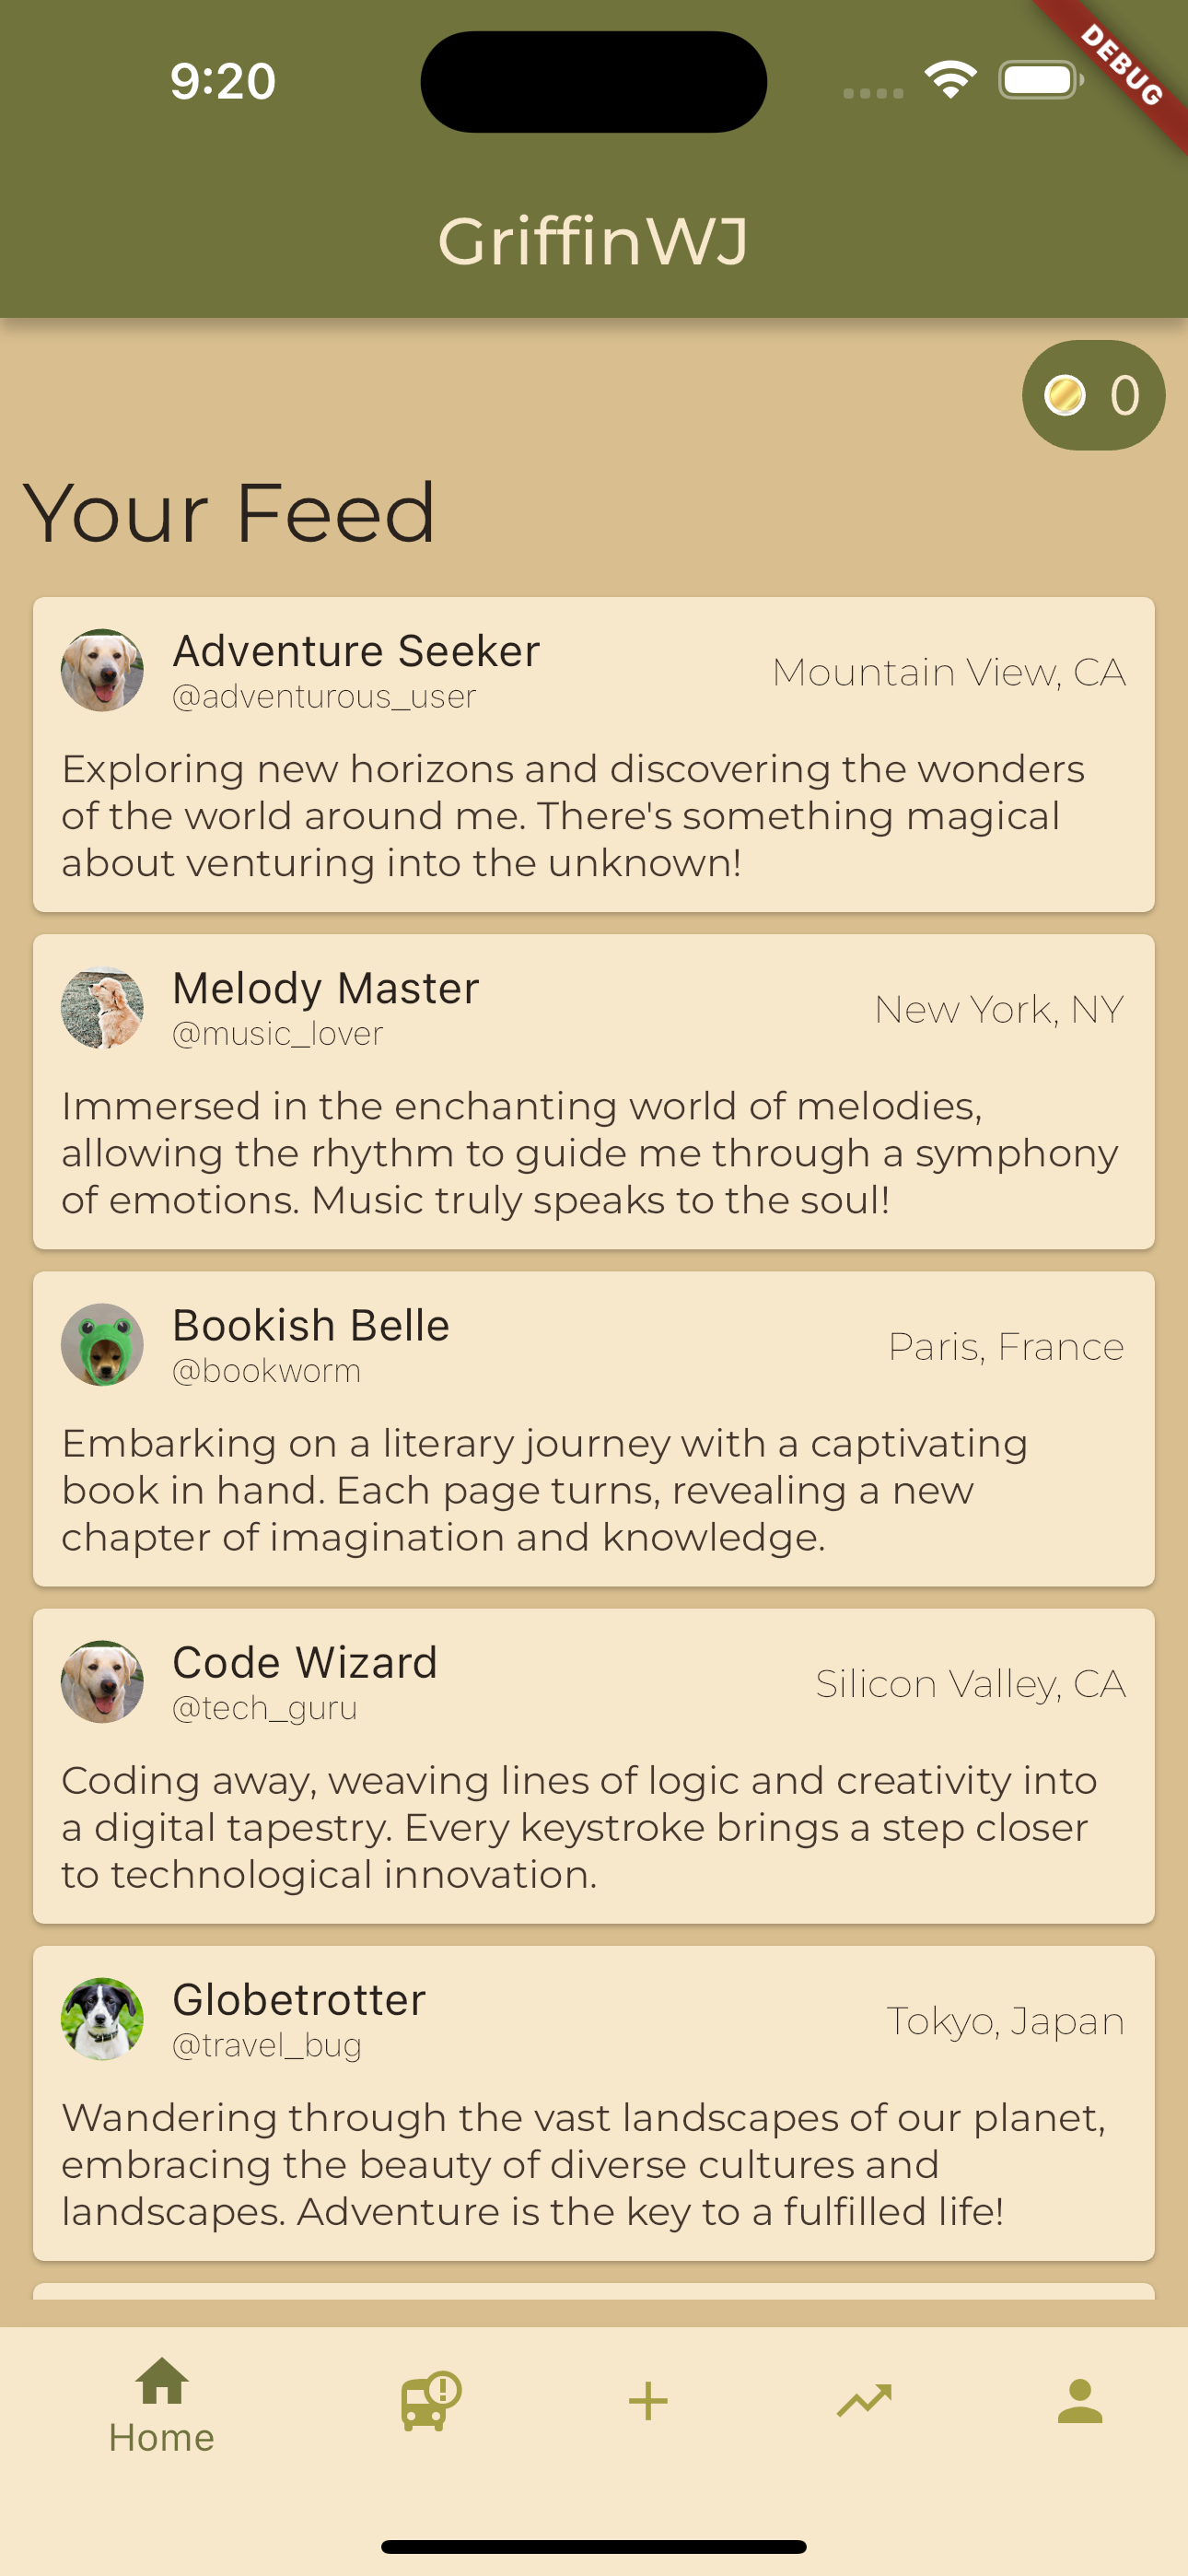 9:20
DEBUG
GriffinWJ
0
Your Feed
Adventure Seeker
@adventurous_user
Mountain View, CA
Exploring new horizons and discovering the wonders
of the world around me. There's something magical
about venturing into the unknown!
Melody Master
@music_lover
New York, NY
Immersed in the enchanting world of melodies,
allowing the rhythm to guide me through a symphony
of emotions. Music truly speaks to the soul!
Bookish Belle
@bookworm
Paris, France
Embarking on a literary journey with a captivating
book in hand. Each page turns, revealing a new
chapter of imagination and knowledge.
Code Wizard
@tech_guru
Silicon Valley, CA
Coding away, weaving lines of logic and creativity into
a digital tapestry. Every keystroke brings a step closer
to technological innovation.
Globetrotter
@travel_bug
Tokyo, Japan
Wandering through the vast landscapes of our planet,
embracing the beauty of diverse cultures and
landscapes. Adventure is the key to a fulfilled life!
Home